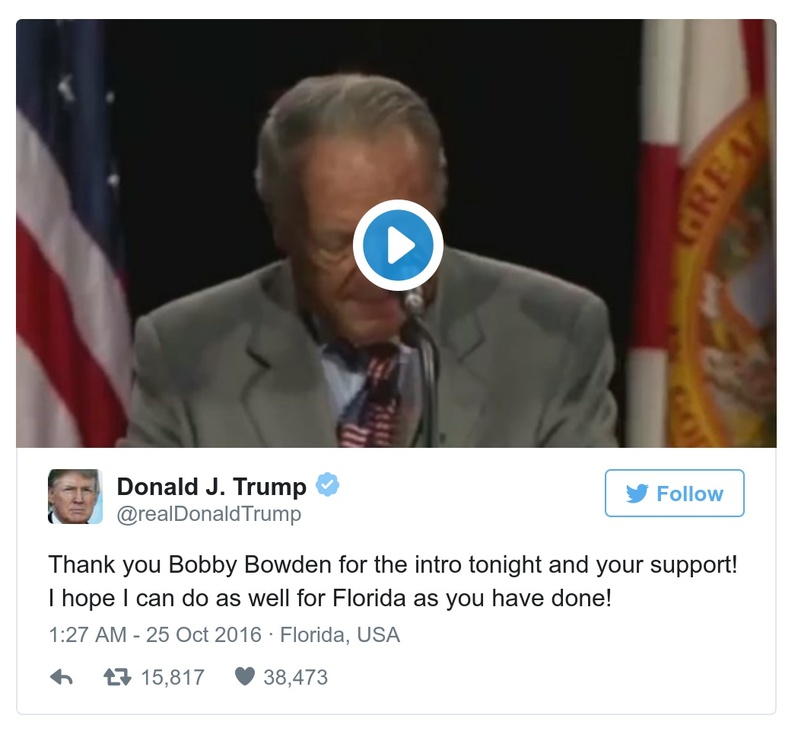 GREAT
Donald J. Trump
@realDonaldTrump
Follow
Thank you Bobby Bowden for the intro tonight and your support!
I hope I can do as well for Florida as you have done!
1:27 AM - 25 Oct 2016 · Florida, USA
15,817 38,473